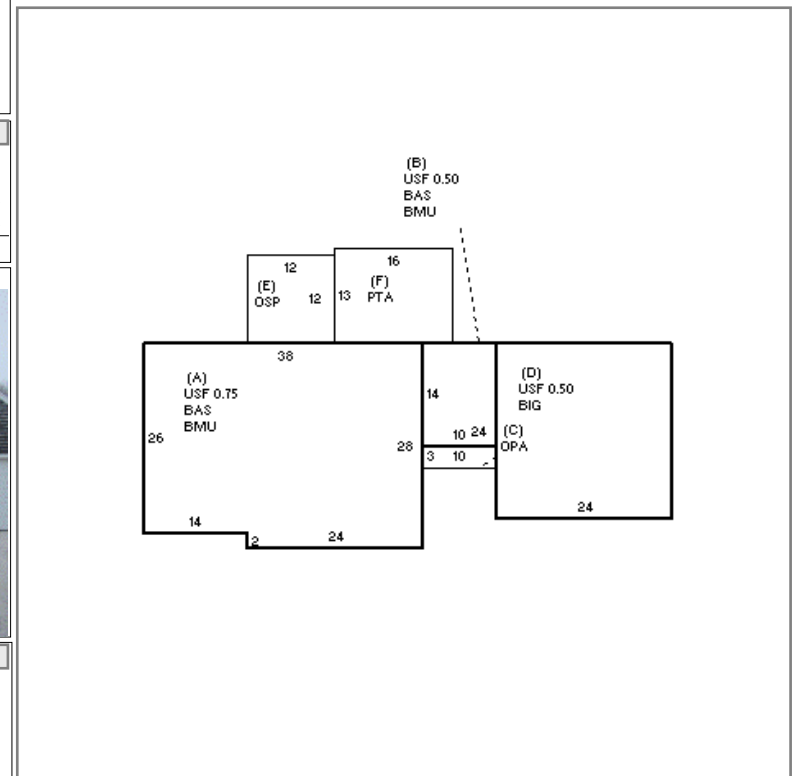 (B)
USF 0.50
BAS
BMU
12
(E)
OSP
12
16
(F)
13
PTA
38
(A)
USF 0.75
BAS
BMU
26
14
2
24
28
14
10
24
3
10
(C)
OPA
(D)
USF 0.50
BIG
24